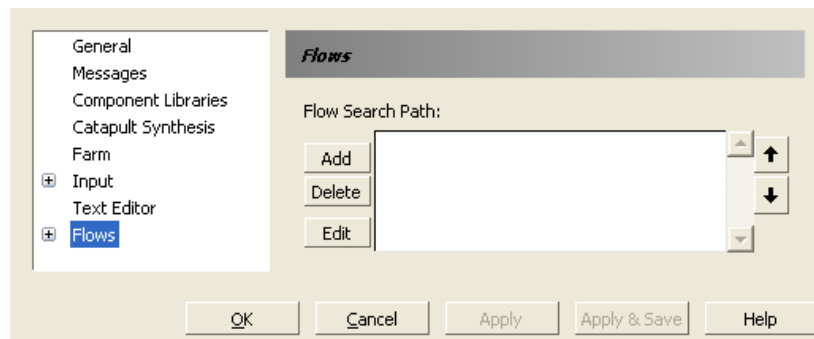 General
Messages
Component Libraries
Catapult Synthesis
Farm
Input
Text Editor
Flows
Flows
Flow Search Path:
Add
Delete
Edit
OK Cancel Apply Apply & Save Help